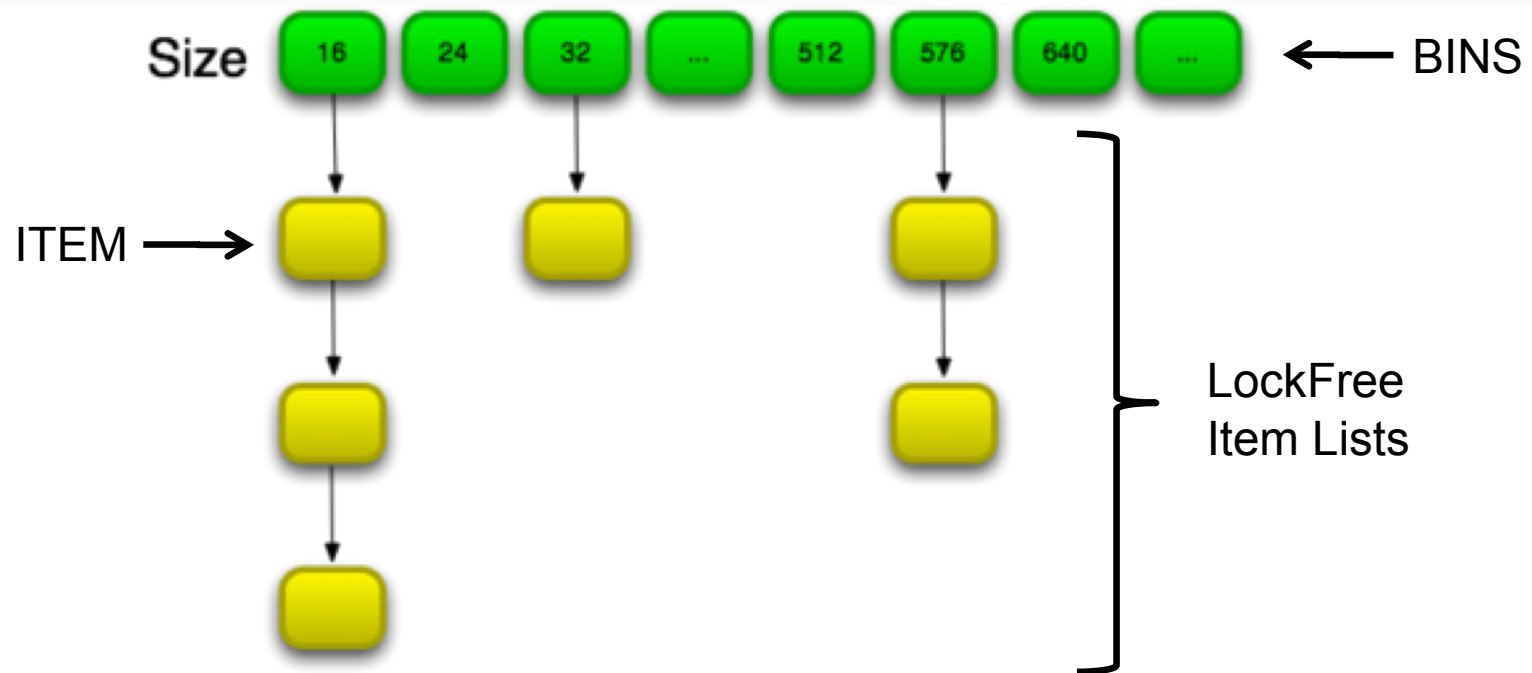 Size 16 24 32 ... 512 576 640 ... BINS
ITEM
LockFree
Item Lists